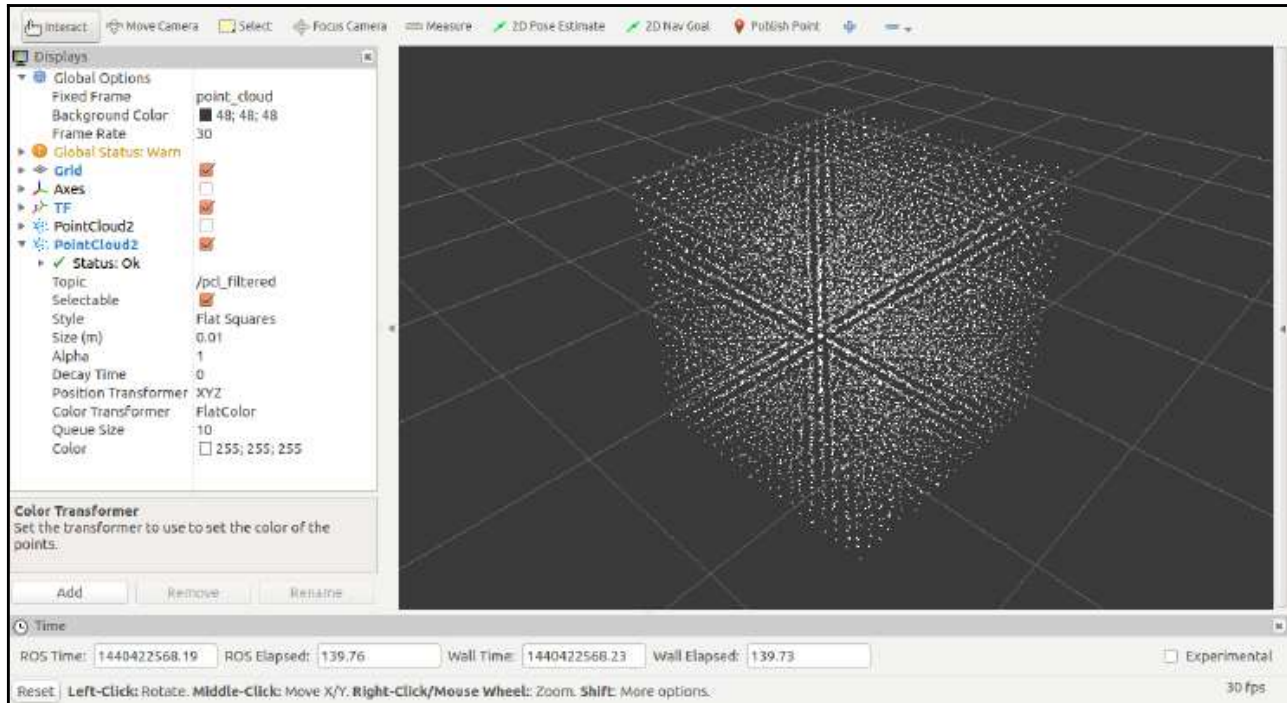 Interact Move Camera Select Focus Camera Measure 2D Pose Estimate 2D Nav Goal Publish Point
Displays
Global Options
Fixed Frame point_cloud
Background Color 48; 48; 48
Frame Rate 30
Global Status: Warn
Grid
Axes
TF
PointCloud2
PointCloud2
Status: Ok
Topic /pcl_filtered
Selectable
Style Flat Squares
Size (m) 0.01
Alpha 1
Decay Time 0
Position Transformer XYZ
Color Transformer FlatColor
Queue Size 10
Color 255; 255; 255
Color Transformer
Set the transformer to use to set the color of the
points.
Add Remove Rename
Time
ROS Time: 1440422568.19 ROS Elapsed: 139.76 Wall Time: 1440422568.23 Wall Elapsed: 139.73 Experimental
Reset Left-Click: Rotate. Middle-Click: Move X/Y. Right-Click/Mouse Wheel: Zoom. Shift: More options. 30 fps